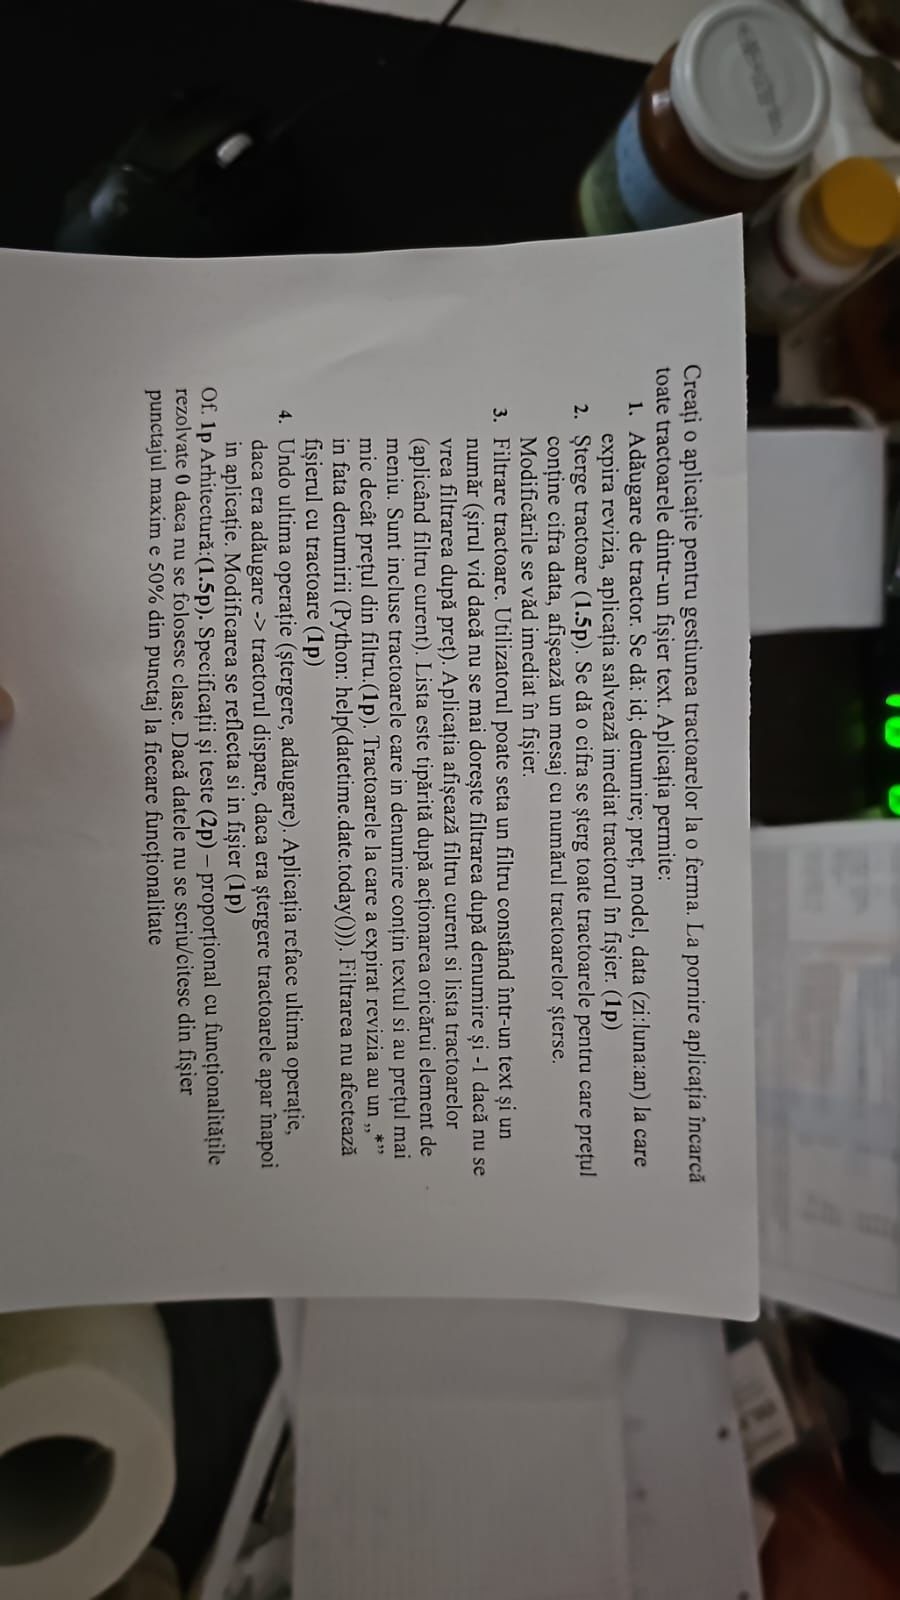 Creați o aplicație pentru gestiunea tractoarelor la o ferma. La pornire aplicația încarcă
toate tractoarele dintr-un fișier text. Aplicația permite:
1. Adăugare de tractor. Se dă: id; denumire; preț, model, data (zi:luna:an) la care
expira revizia, aplicația salvează imediat tractorul în fișier. (1p)
2. Șterge tractoare (1.5p). Se dă o cifra se șterg toate tractoarele pentru care prețul
conține cifra data, afișează un mesaj cu numărul tractoarelor șterse.
Modificările se văd imediat în fișier.
3. Filtrare tractoare. Utilizatorul poate seta un filtru constând într-un text și un
număr (șirul vid dacă nu se mai dorește filtrarea după denumire și -1 dacă nu se
vrea filtrarea după preț). Aplicația afișează filtru curent si lista tractoarelor
(aplicând filtru curent). Lista este tipărită după acționarea oricărui element de
meniu. Sunt incluse tractoarele care in denumire conțin textul si au prețul mai
mic decât prețul din filtru.(1p). Tractoarele la care a expirat revizia au un „*”
in fata denumirii (Python: help(datetime.date.today())). Filtrarea nu afectează
fișierul cu tractoare (1p)
4. Undo ultima operație (ștergere, adăugare). Aplicația reface ultima operație,
daca era adăugare -> tractorul dispare, daca era ștergere tractoarele apar înapoi
in aplicație. Modificarea se reflecta si in fișier (1p)
Of. 1p Arhitectură:(1.5p). Specificații și teste (2p) – proporțional cu funcționalitățile
rezolvate 0 daca nu se folosesc clase. Dacă datele nu se scriu/citesc din fișier
punctajul maxim e 50% din punctaj la fiecare funcționalitate